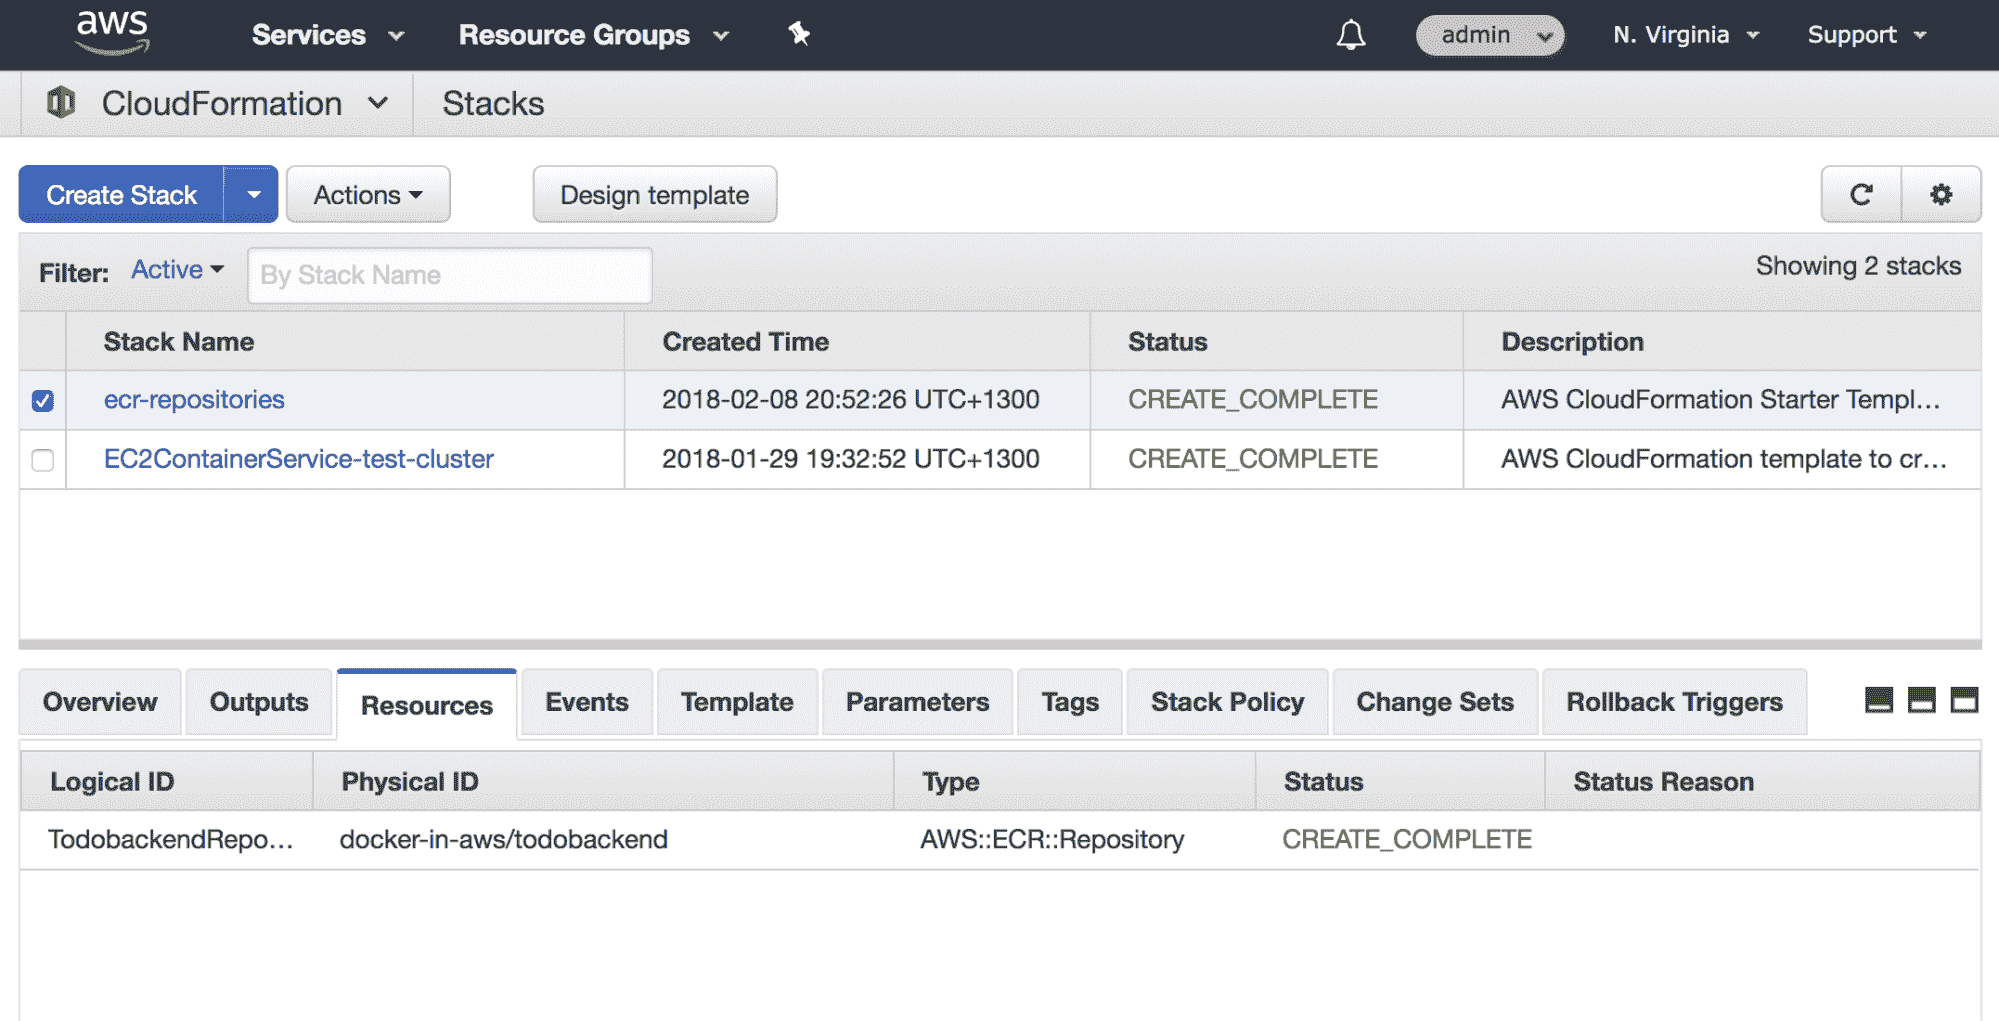 aws Services Resource Groups admin N. Virginia Support
CloudFormation Stacks
Create Stack Actions Design template
Filter: Active By Stack Name Showing 2 stacks
Stack Name Created Time Status Description
ecr-repositories 2018-02-08 20:52:26 UTC+1300 CREATE_COMPLETE AWS CloudFormation Starter Templ...
EC2ContainerService-test-cluster 2018-01-29 19:32:52 UTC+1300 CREATE_COMPLETE AWS CloudFormation template to cr...
Overview Outputs Resources Events Template Parameters Tags Stack Policy Change Sets Rollback Triggers
Logical ID Physical ID Type Status Status Reason
TodobackendRepo... docker-in-aws/todobackend AWS::ECR::Repository CREATE_COMPLETE